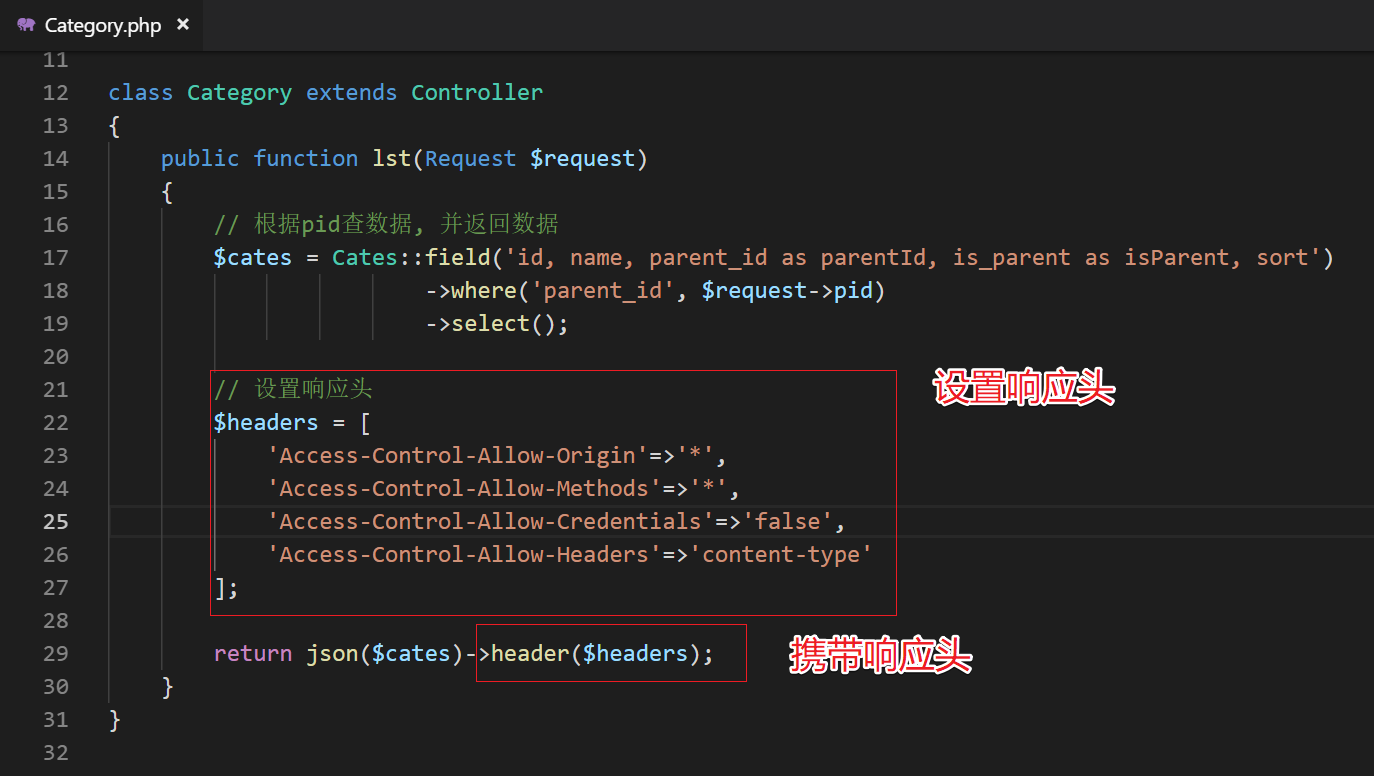 Category.php ×
11
12 class Category extends Controller
13 {
14 public function lst(Request $request)
15 {
16 // 根据pid查数据, 并返回数据
17 $cates = Cates::field('id, name, parent_id as parentId, is_parent as isParent, sort')
18 ->where('parent_id', $request->pid)
19 ->select();
20
21 // 设置响应头 设置响应头
22 $headers = [
23 'Access-Control-Allow-Origin'=>'*',
24 'Access-Control-Allow-Methods'=>'*',
25 'Access-Control-Allow-Credentials'=>'false',
26 'Access-Control-Allow-Headers'=>'content-type'
27 ];
28
29 return json($cates)->header($headers); 携带响应头
30 }
31 }
32